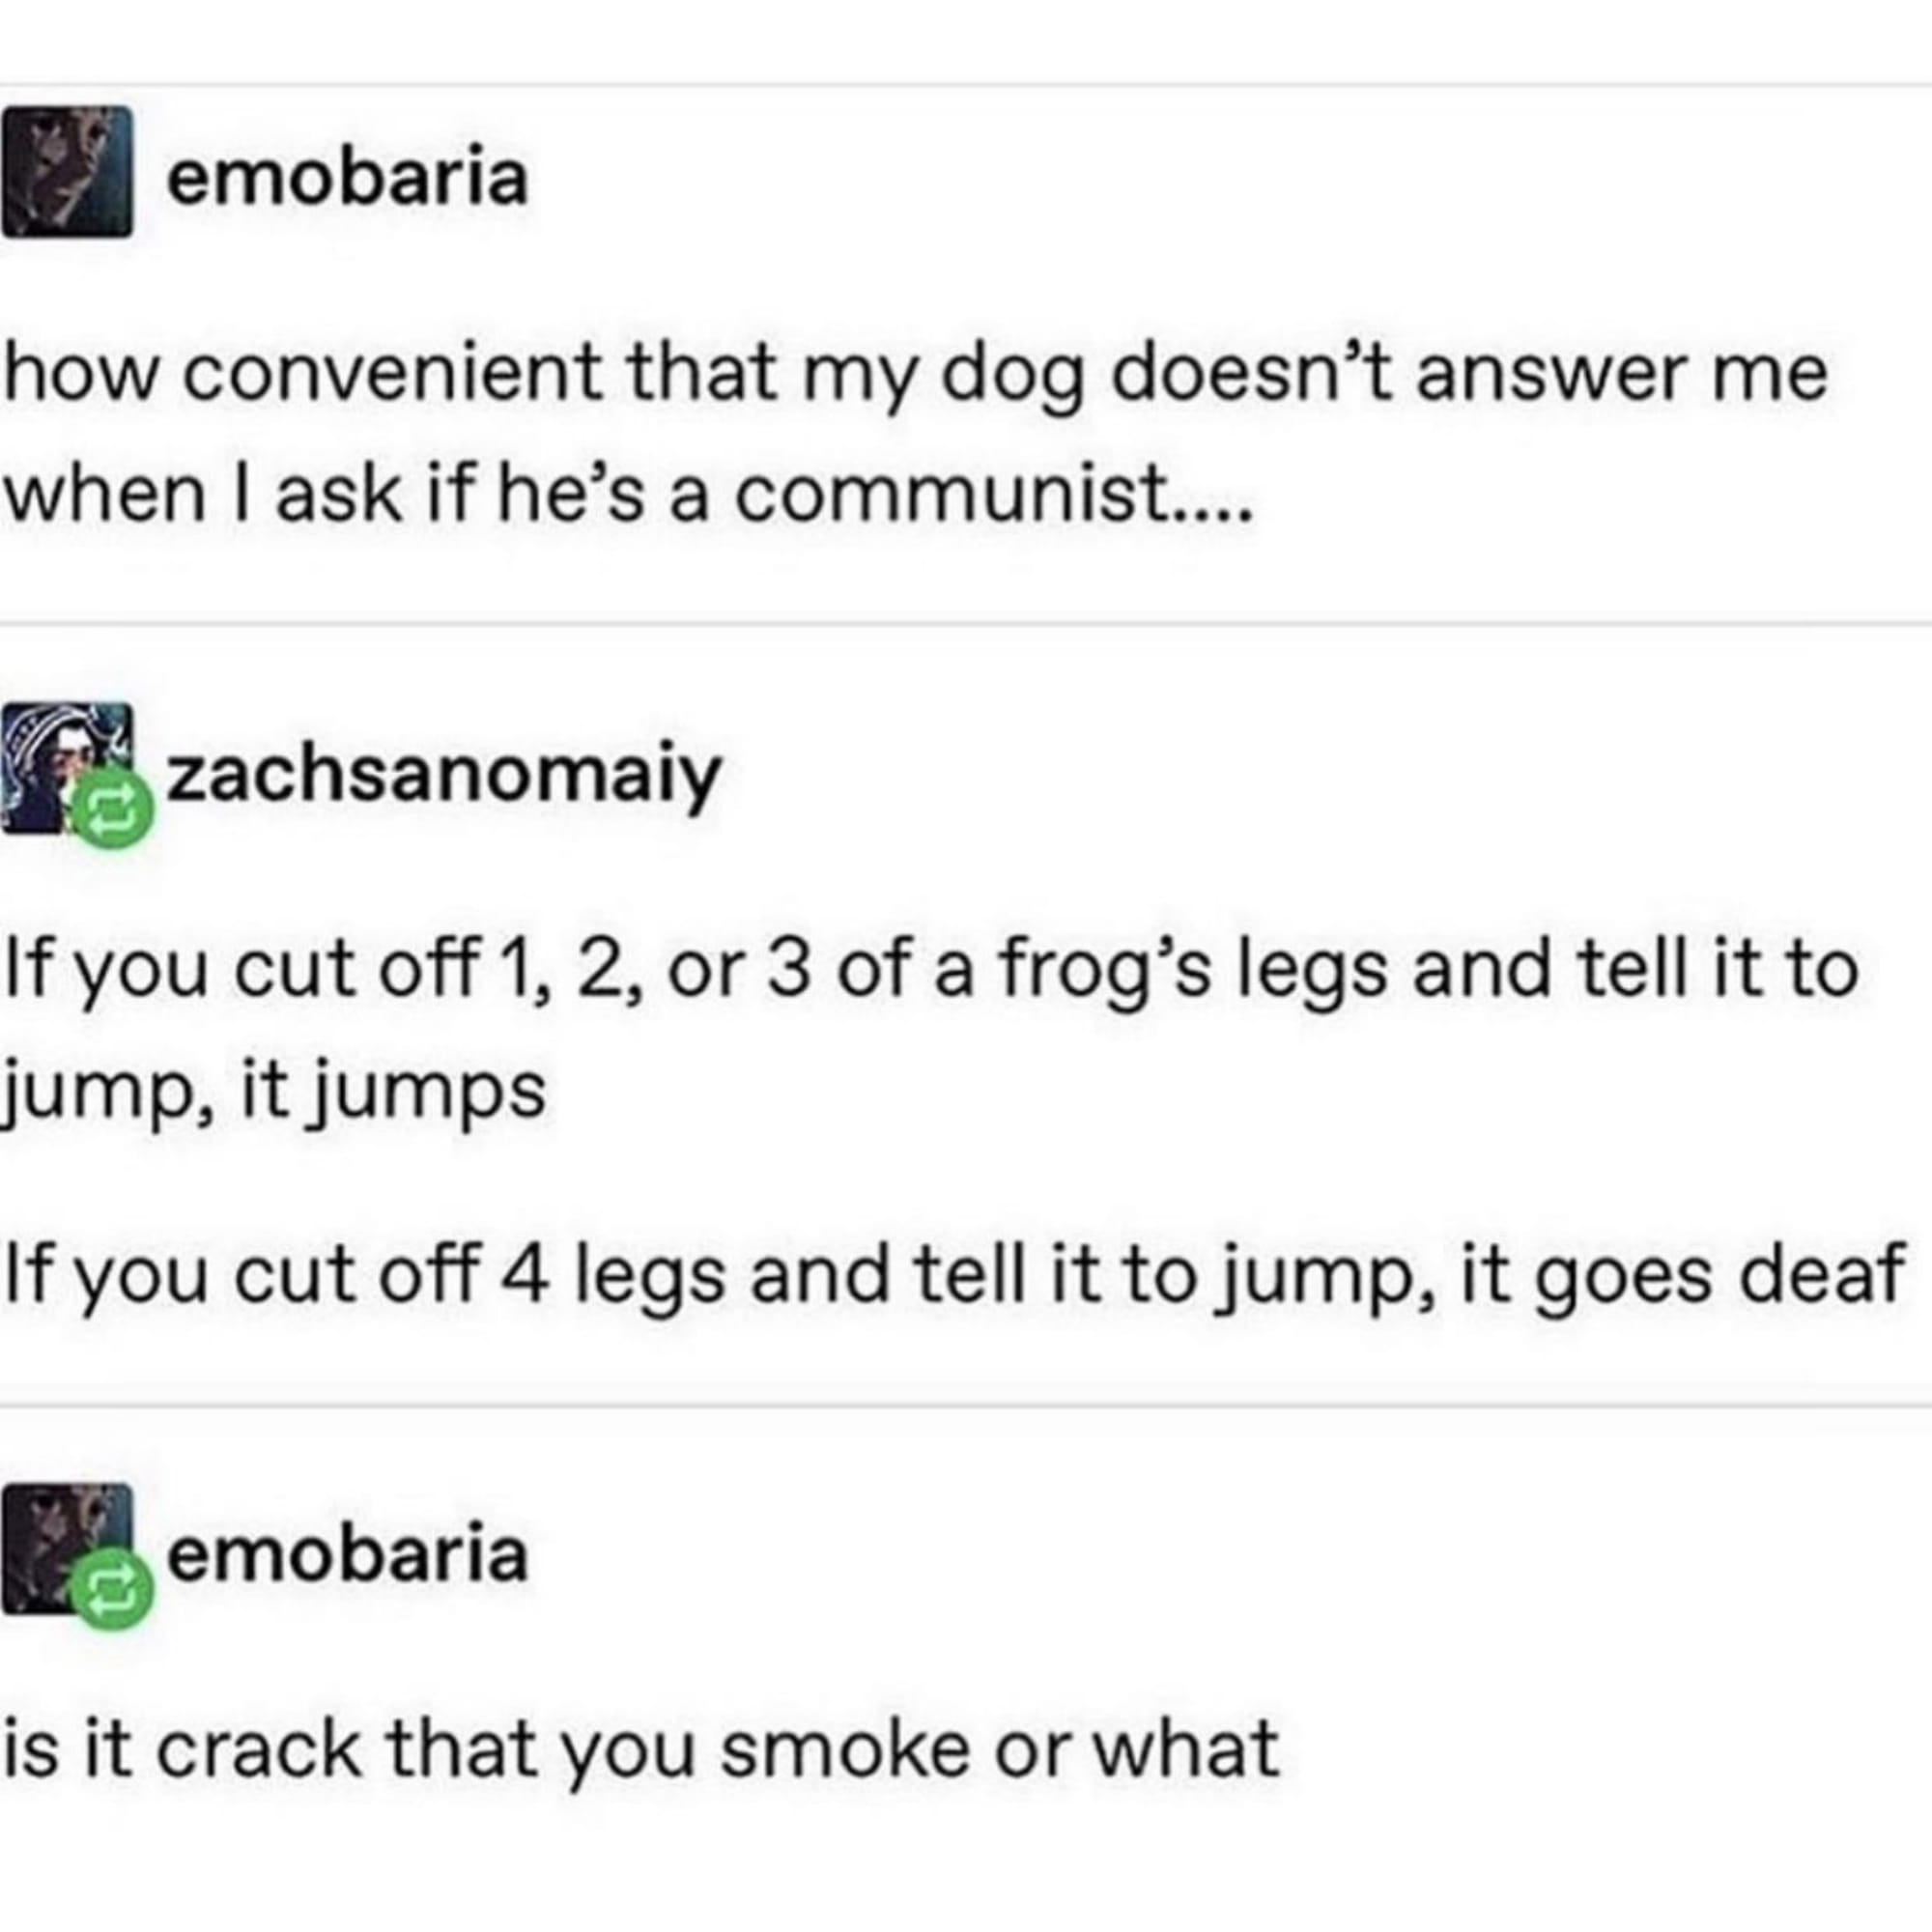 emobaria
how convenient that my dog doesn’t answer me
when I ask if he’s a communist....
zachsanomaiy
If you cut off 1, 2, or 3 of a frog’s legs and tell it to
jump, it jumps
If you cut off 4 legs and tell it to jump, it goes deaf
emobaria
is it crack that you smoke or what